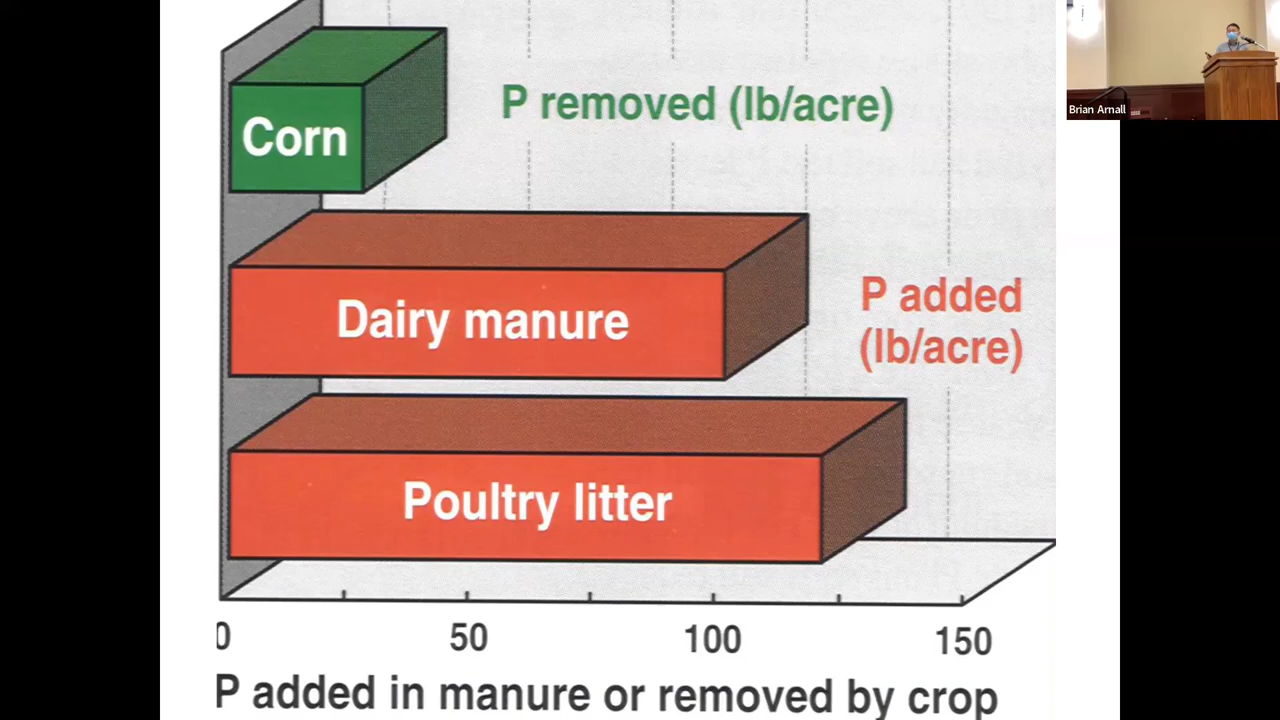 Corn
P removed (lb/acre)
Brian Arnall
Dairy manure
P added
(lb/acre)
Poultry litter
0 50 100 150
P added in manure or removed by crop